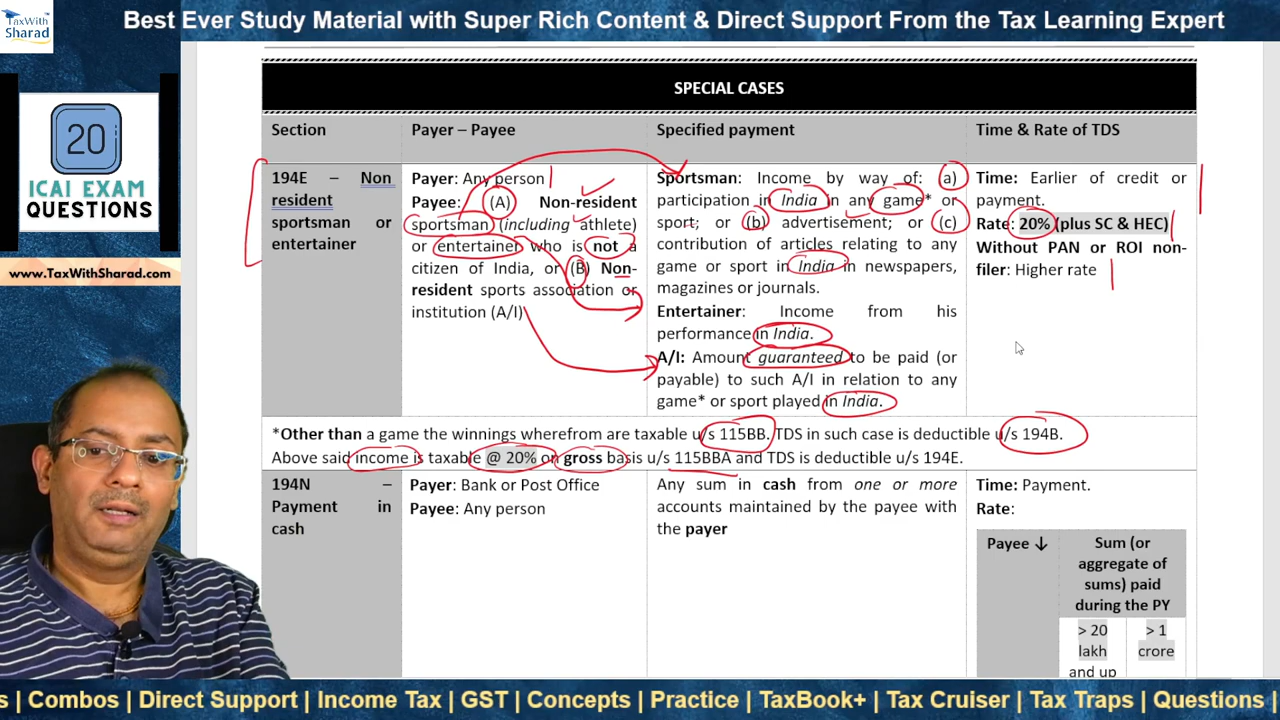 TaxWith
Sharad
Best Ever Study Material with Super Rich Content & Direct Support From the Tax Learning Expert
20
ICAI EXAM
QUESTIONS
www.TaxWithSharad.com
SPECIAL CASES
Section
Payer – Payee
Specified payment
Time & Rate of TDS
194E – Non
resident
sportsman or
entertainer
Payer: Any person
Payee: (A) Non-resident
sportsman (including athlete)
or entertainer who is not a
citizen of India, or (B) Non-
resident sports association or
institution (A/I)
Sportsman: Income by way of: a)
participation in India in any game* or
sport; or (b) advertisement; or (c)
contribution of articles relating to any
game or sport in India in newspapers,
magazines or journals.
Entertainer: Income from his
performance in India.
A/I: Amount guaranteed to be paid (or
payable) to such A/I in relation to any
game* or sport played in India.
Time: Earlier of credit or
payment.
Rate: 20% (plus SC & HEC)
Without PAN or ROI non-
filer: Higher rate
*Other than a game the winnings wherefrom are taxable u/s 115BB. TDS in such case is deductible u/s 194B.
Above said income is taxable @ 20% on gross basis u/s 115BBA and TDS is deductible u/s 194E.
194N –
Payment in
cash
Payer: Bank or Post Office
Payee: Any person
Any sum in cash from one or more
accounts maintained by the payee with
the payer
Time: Payment.
Rate:
Payee ↓
Sum (or
aggregate of
sums) paid
during the PY
> 20
lakh
and up
> 1
crore
s | Combos | Direct Support | Income Tax | GST | Concepts | Practice | TaxBook+ | Tax Cruiser | Tax Traps | Questions |